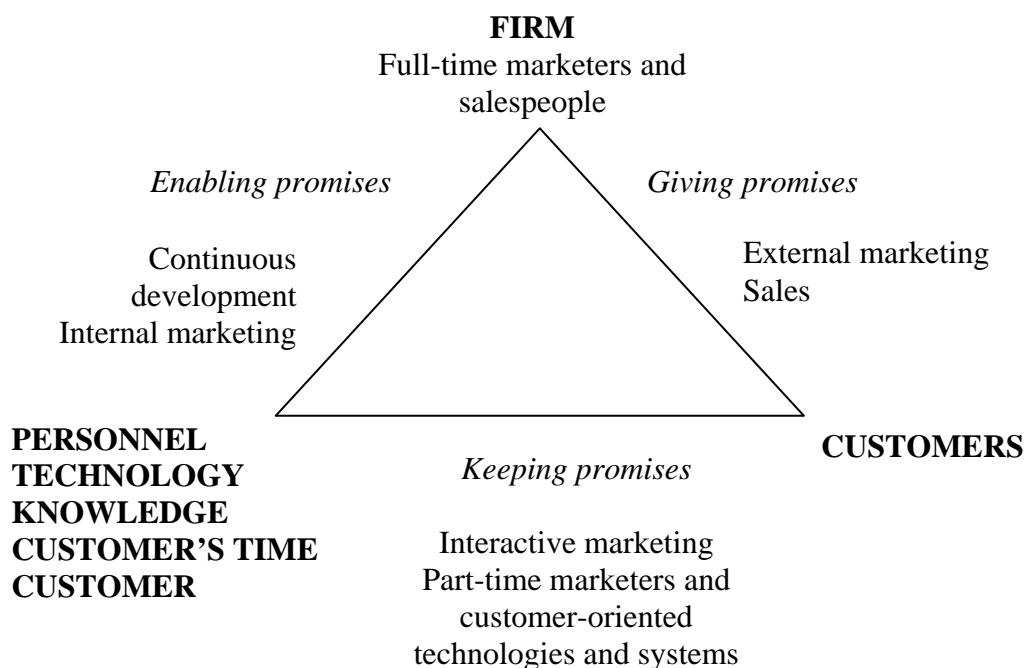 FIRM
Full-time marketers and
salespeople
Enabling promises
Giving promises
Continuous
development
Internal marketing
External marketing
Sales
PERSONNEL
TECHNOLOGY
KNOWLEDGE
CUSTOMER’S TIME
CUSTOMER
Keeping promises
Interactive marketing
Part-time marketers and
customer-oriented
technologies and systems
CUSTOMERS